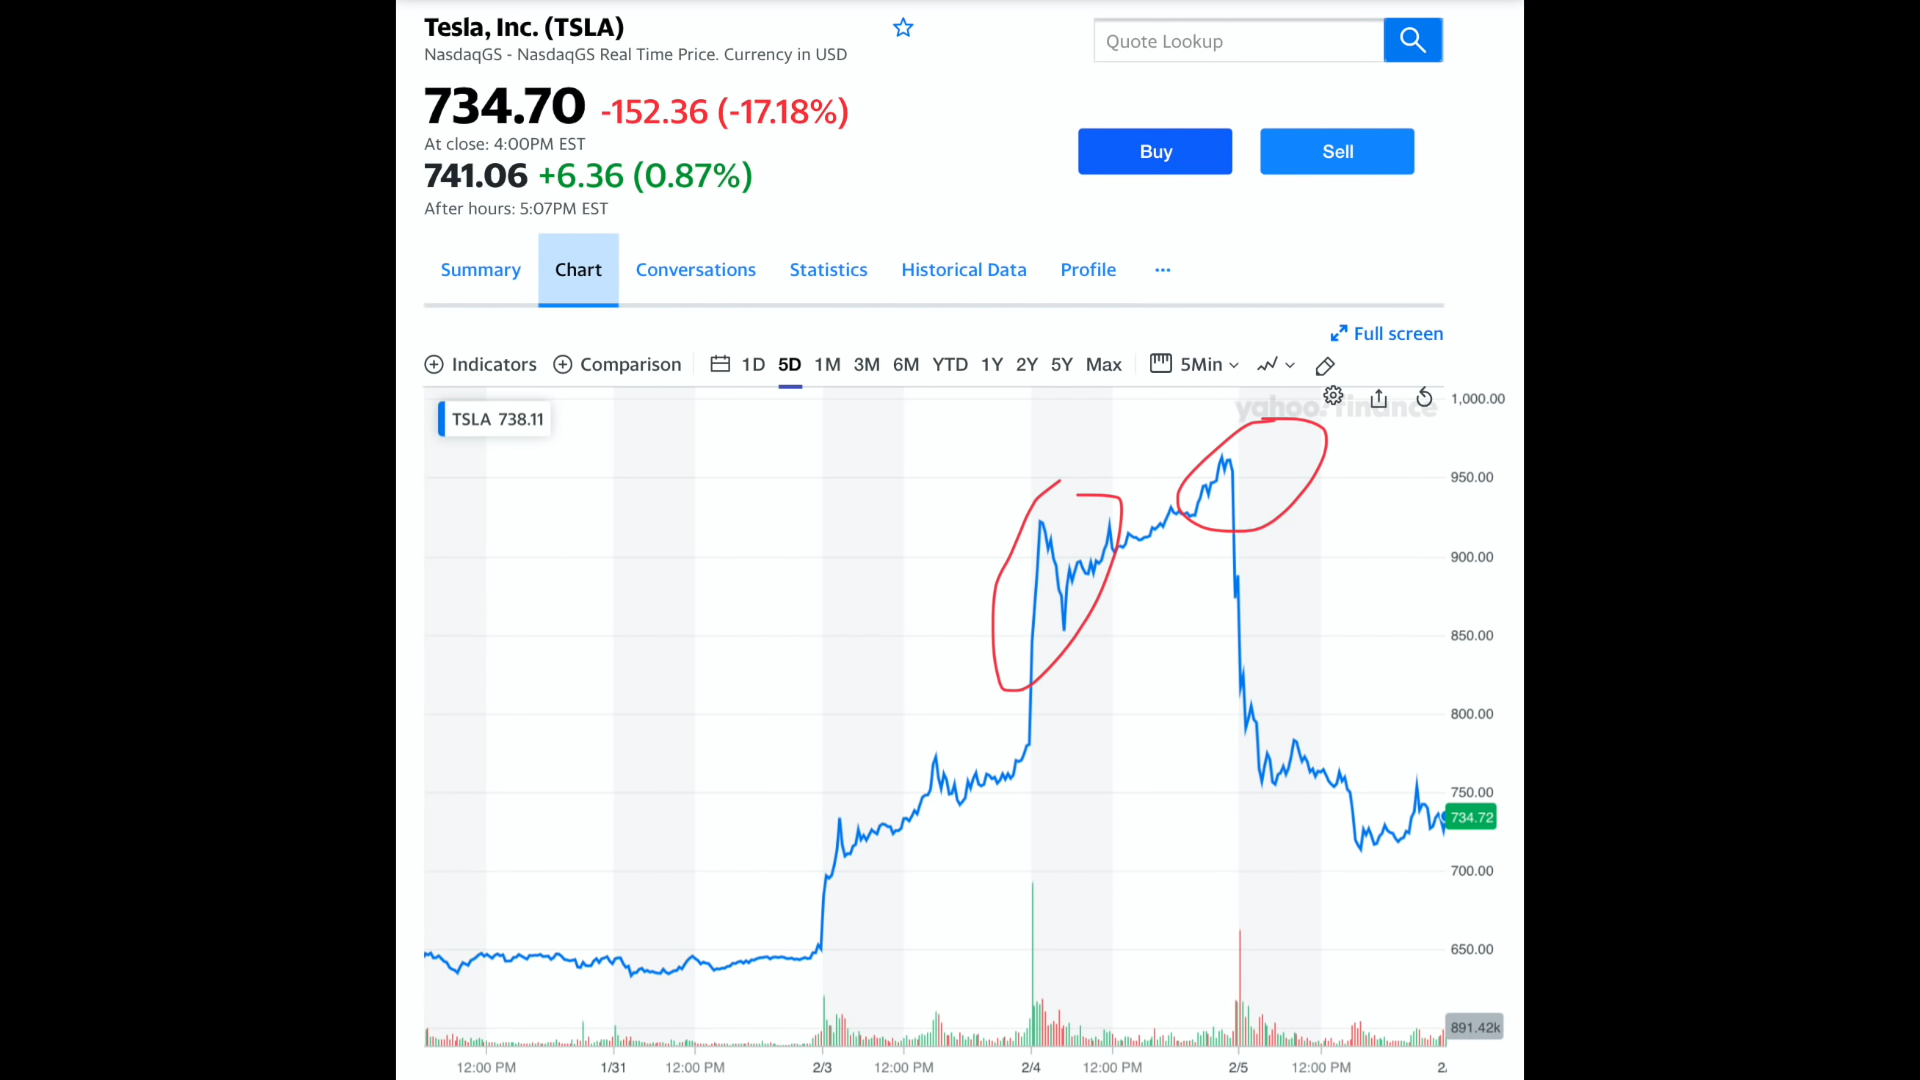 Tesla, Inc. (TSLA)
NasdaqGS - NasdaqGS Real Time Price. Currency in USD
Quote Lookup
734.70 -152.36 (-17.18%)
At close: 4:00PM EST
741.06 +6.36 (0.87%)
After hours: 5:07PM EST
Buy
Sell
Summary Chart Conversations Statistics Historical Data Profile ...
Full screen
Indicators Comparison 1D 5D 1M 3M 6M YTD 1Y 2Y 5Y Max 5Min
yahoo! finance
TSLA 738.11
1,000.00
950.00
900.00
850.00
800.00
750.00
734.72
700.00
650.00
891.42k
12:00 PM 1/31 12:00 PM 2/3 12:00 PM 2/4 12:00 PM 2/5 12:00 PM 2/